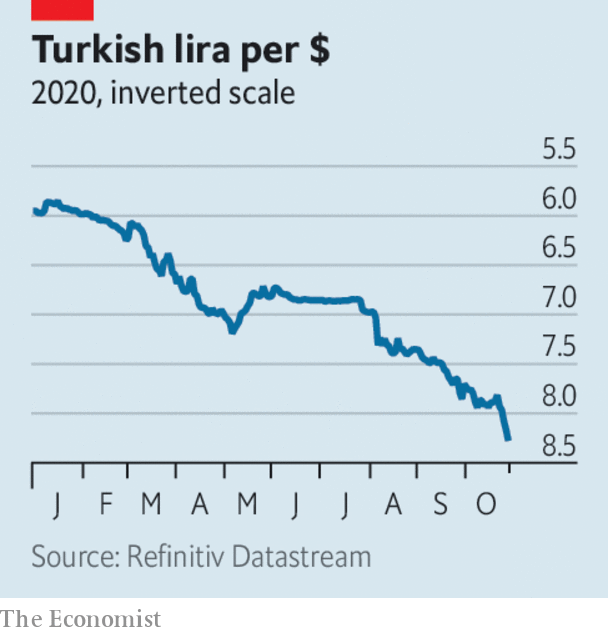 Turkish lira per $
2020, inverted scale
5.5
6.0
6.5
7.0
7.5
8.0
8.5
J F M A M J J A S O
Source: Refinitiv Datastream
The Economist